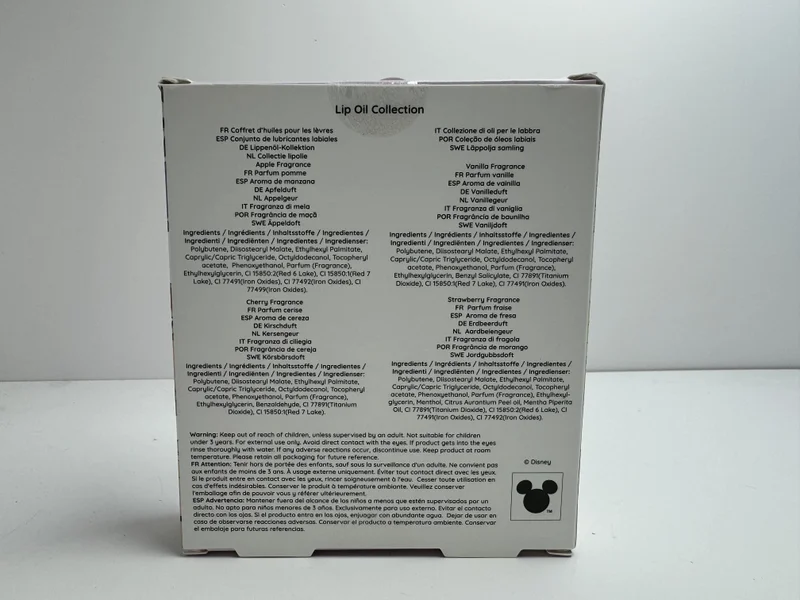 Lip Oil Collection
FR Coffret d'huiles pour les lèvres
ESP Conjunto de lubricantes labiales
DE Lippenöl-Kollektion
NL Collectie lipolie
IT Collezione di oli per le labbra
POR Coleção de óleos labiais
SWE Läppolja samling
Apple Fragrance
FR Parfum pomme
ESP Aroma de manzana
DE Apfelduft
NL Appelgeur
IT Fragranza di mela
POR Fragrância de maçã
SWE Äppeldoft
Ingredients / Ingrédients / Inhaltsstoffe / Ingredientes /
Ingredienti / Ingrediënten / Ingredientes / Ingredienser:
Polybutene, Diisostearyl Malate, Ethylhexyl Palmitate,
Caprylic/Capric Triglyceride, Octyldodecanol, Tocopheryl
acetate, Phenoxyethanol, Parfum (Fragrance),
Ethylhexylglycerin, CI 15850:2(Red 6 Lake), CI 15850:1(Red 7
Lake), CI 77491(Iron Oxides), CI 77492(Iron Oxides), CI
77499(Iron Oxides).
Vanilla Fragrance
FR Parfum vanille
ESP Aroma de vainilla
DE Vanilleduft
NL Vanillegeur
IT Fragranza di vaniglia
POR Fragrância de baunilha
SWE Vaniljdoft
Ingredients / Ingrédients / Inhaltsstoffe / Ingredientes /
Ingredienti / Ingrediënten / Ingredientes / Ingredienser:
Polybutene, Diisostearyl Malate, Ethylhexyl Palmitate,
Caprylic/Capric Triglyceride, Octyldodecanol, Tocopheryl
acetate, Phenoxyethanol, Parfum (Fragrance),
Ethylhexylglycerin, Benzyl Salicylate, CI 77891(Titanium
Dioxide), CI 15850:1(Red 7 Lake), CI 77491(Iron Oxides).
Cherry Fragrance
FR Parfum cerise
ESP Aroma de cereza
DE Kirschduft
NL Kersengeur
IT Fragranza di ciliegia
POR Fragrância de cereja
SWE Körsbärsdoft
Ingredients / Ingrédients / Inhaltsstoffe / Ingredientes /
Ingredienti / Ingrediënten / Ingredientes / Ingredienser:
Polybutene, Diisostearyl Malate, Ethylhexyl Palmitate,
Caprylic/Capric Triglyceride, Octyldodecanol, Tocopheryl
acetate, Phenoxyethanol, Parfum (Fragrance),
Ethylhexylglycerin, Benzaldehyde, CI 77891(Titanium
Dioxide), CI 15850:1(Red 7 Lake).
Strawberry Fragrance
FR Parfum fraise
ESP Aroma de fresa
DE Erdbeerduft
NL Aardbeiengeur
IT Fragranza di fragola
POR Fragrância de morango
SWE Jordgubbsdoft
Ingredients / Ingrédients / Inhaltsstoffe / Ingredientes /
Ingredienti / Ingrediënten / Ingredientes / Ingredienser:
Polybutene, Diisostearyl Malate, Ethylhexyl Palmitate,
Caprylic/Capric Triglyceride, Octyldodecanol, Tocopheryl
acetate, Phenoxyethanol, Parfum (Fragrance), Ethylhexyl-
glycerin, Menthol, Citrus Aurantium Peel oil, Mentha Piperita
Oil, CI 77891(Titanium Dioxide), CI 15850:2(Red 6 Lake), CI
77491(Iron Oxides), CI 77492(Iron Oxides).
Warning: Keep out of reach of children, unless supervised by an adult. Not suitable for children
under 3 years. For external use only. Avoid direct contact with the eyes. If product gets into the eyes
rinse thoroughly with water. If any adverse reactions occur, discontinue use. Keep product at room
temperature. Please retain all packaging for future reference.
FR Attention: Tenir hors de portée des enfants, sauf sous la surveillance d'un adulte. Ne convient pas
aux enfants de moins de 3 ans. À usage externe uniquement. Éviter tout contact direct avec les yeux.
Si le produit entre en contact avec les yeux, rincer soigneusement à l'eau. Cesser toute utilisation en
cas d'effets indésirables. Conserver le produit à température ambiante. Veuillez conserver
l'emballage afin de pouvoir vous y référer ultérieurement.
ESP Advertencia: Mantener fuera del alcance de los niños a menos que estén supervisados por un
adulto. No apto para niños menores de 3 años. Exclusivamente para uso externo. Evitar el contacto
directo con los ojos. Si el producto entra en los ojos, enjuagar con abundante agua. Dejar de usar en
caso de observarse reacciones adversas. Conservar el producto a temperatura ambiente. Conservar
el embalaje para futuras referencias.
© Disney
TM